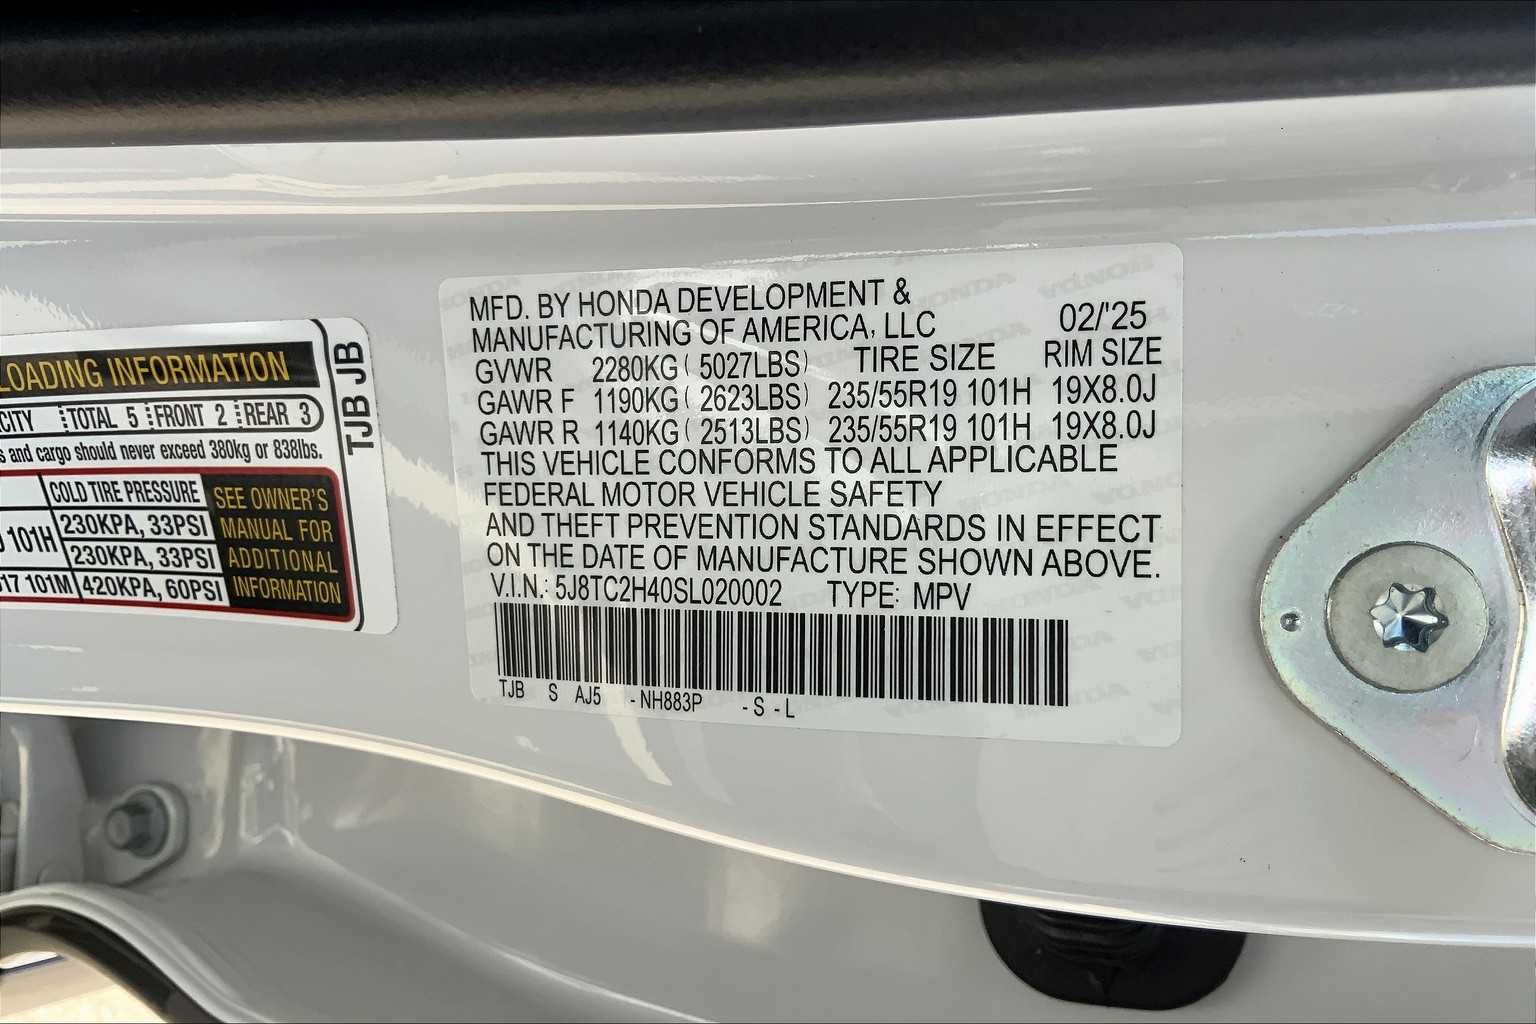 LOADING INFORMATION
CITY TOTAL 5 FRONT 2 REAR 3
s and cargo should never exceed 380kg or 838lbs.
COLD TIRE PRESSURE
101H 230KPA, 33PSI
230KPA, 33PSI
17 101M 420KPA, 60PSI
SEE OWNER'S
MANUAL FOR
ADDITIONAL
INFORMATION
TJB JB
MFD. BY HONDA DEVELOPMENT &
MANUFACTURING OF AMERICA, LLC 02/'25
GVWR 2280KG ( 5027LBS) TIRE SIZE RIM SIZE
GAWR F 1190KG ( 2623LBS) 235/55R19 101H 19X8.0J
GAWR R 1140KG ( 2513LBS) 235/55R19 101H 19X8.0J
THIS VEHICLE CONFORMS TO ALL APPLICABLE
FEDERAL MOTOR VEHICLE SAFETY
AND THEFT PREVENTION STANDARDS IN EFFECT
ON THE DATE OF MANUFACTURE SHOWN ABOVE.
V.I.N.: 5J8TC2H40SL020002 TYPE: MPV
TJB S AJ5 - NH883P - S - L